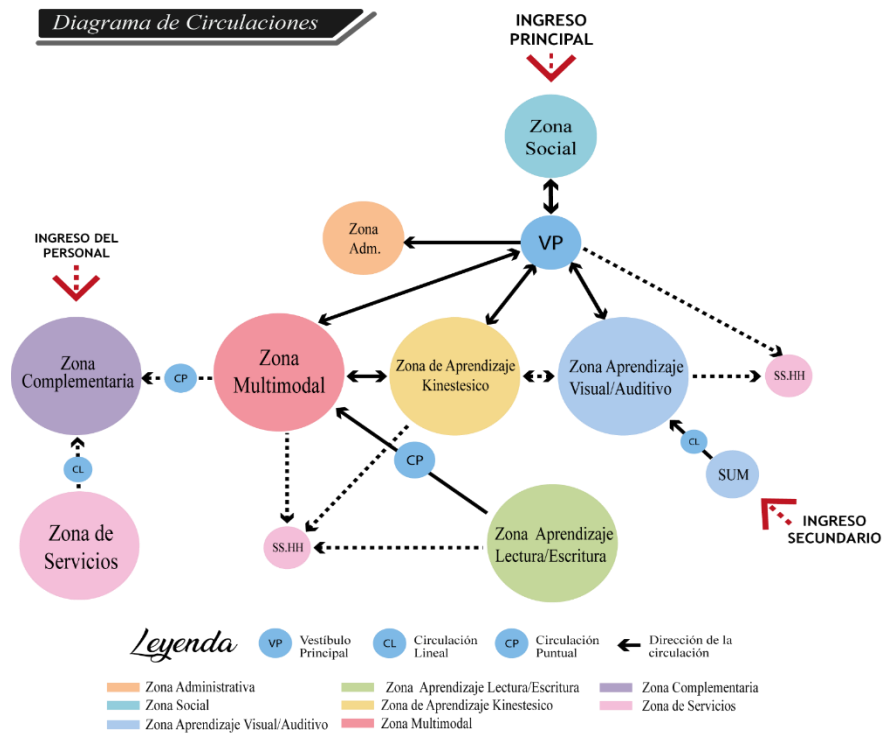 Diagrama de Circulaciones
INGRESO
PRINCIPAL
Zona
Social
Zona
Adm.
VP
INGRESO DEL
PERSONAL
Zona
Complementaria
CP
Zona
Multimodal
Zona de Aprendizaje
Kinestesico
Zona Aprendizaje
Visual/Auditivo
SS.HH
CL
CP
CL
SUM
Zona de
Servicios
SS.HH
Zona Aprendizaje
Lectura/Escritura
INGRESO
SECUNDARIO
Leyenda
VP
Vestíbulo
Principal
CL
Circulación
Lineal
CP
Circulación
Puntual
Dirección de la
circulación
Zona Administrativa
Zona Social
Zona Aprendizaje Visual/Auditivo
Zona Aprendizaje Lectura/Escritura
Zona de Aprendizaje Kinestesico
Zona Multimodal
Zona Complementaria
Zona de Servicios